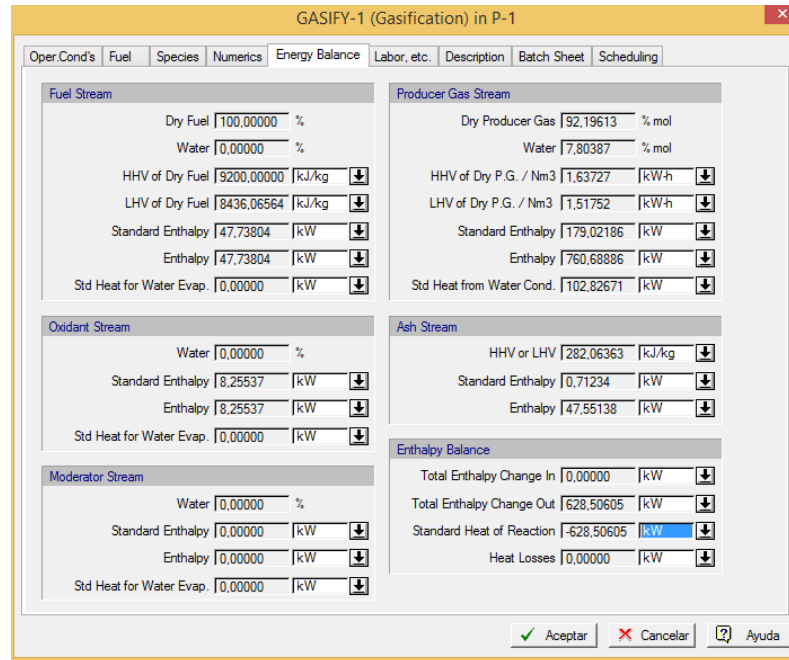 GASIFY-1 (Gasification) in P-1
Oper.Cond's Fuel Species Numerics Energy Balance Labor, etc. Description Batch Sheet Scheduling
Fuel Stream
Dry Fuel 100,00000 %
Water 0,00000 %
HHV of Dry Fuel 9200,00000 kJ/kg
LHV of Dry Fuel 8436,06564 kJ/kg
Standard Enthalpy 47,73804 kW
Enthalpy 47,73804 kW
Std Heat for Water Evap. 0,00000 kW
Oxidant Stream
Water 0,00000 %
Standard Enthalpy 8,25537 kW
Enthalpy 8,25537 kW
Std Heat for Water Evap. 0,00000 kW
Moderator Stream
Water 0,00000 %
Standard Enthalpy 0,00000 kW
Enthalpy 0,00000 kW
Std Heat for Water Evap. 0,00000 kW
Producer Gas Stream
Dry Producer Gas 92,19613 % mol
Water 7,80387 % mol
HHV of Dry P.G. / Nm3 1,63727 kW-h
LHV of Dry P.G. / Nm3 1,51752 kW-h
Standard Enthalpy 179,02186 kW
Enthalpy 760,68886 kW
Std Heat from Water Cond. 102,82671 kW
Ash Stream
HHV or LHV 282,06363 kJ/kg
Standard Enthalpy 0,71234 kW
Enthalpy 47,55138 kW
Enthalpy Balance
Total Enthalpy Change In 0,00000 kW
Total Enthalpy Change Out 628,50605 kW
Standard Heat of Reaction -628,50605 kW
Heat Losses 0,00000 kW
Aceptar Cancelar Ayuda